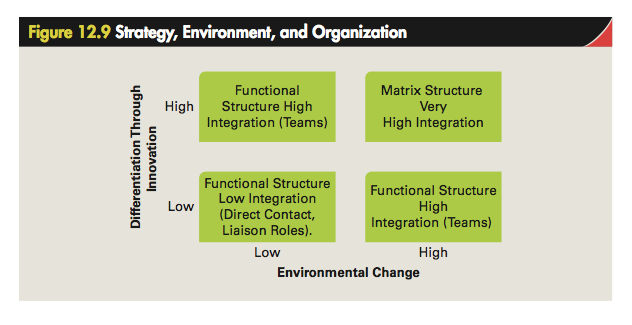 Figure 12.9 Strategy, Environment, and Organization
Differentiation Through
Innovation
High
Functional
Structure High
Integration (Teams)
Matrix Structure
Very
High Integration
Low
Functional Structure
Low Integration
(Direct Contact,
Liaison Roles).
Functional Structure
High
Integration (Teams)
Low
High
Environmental Change